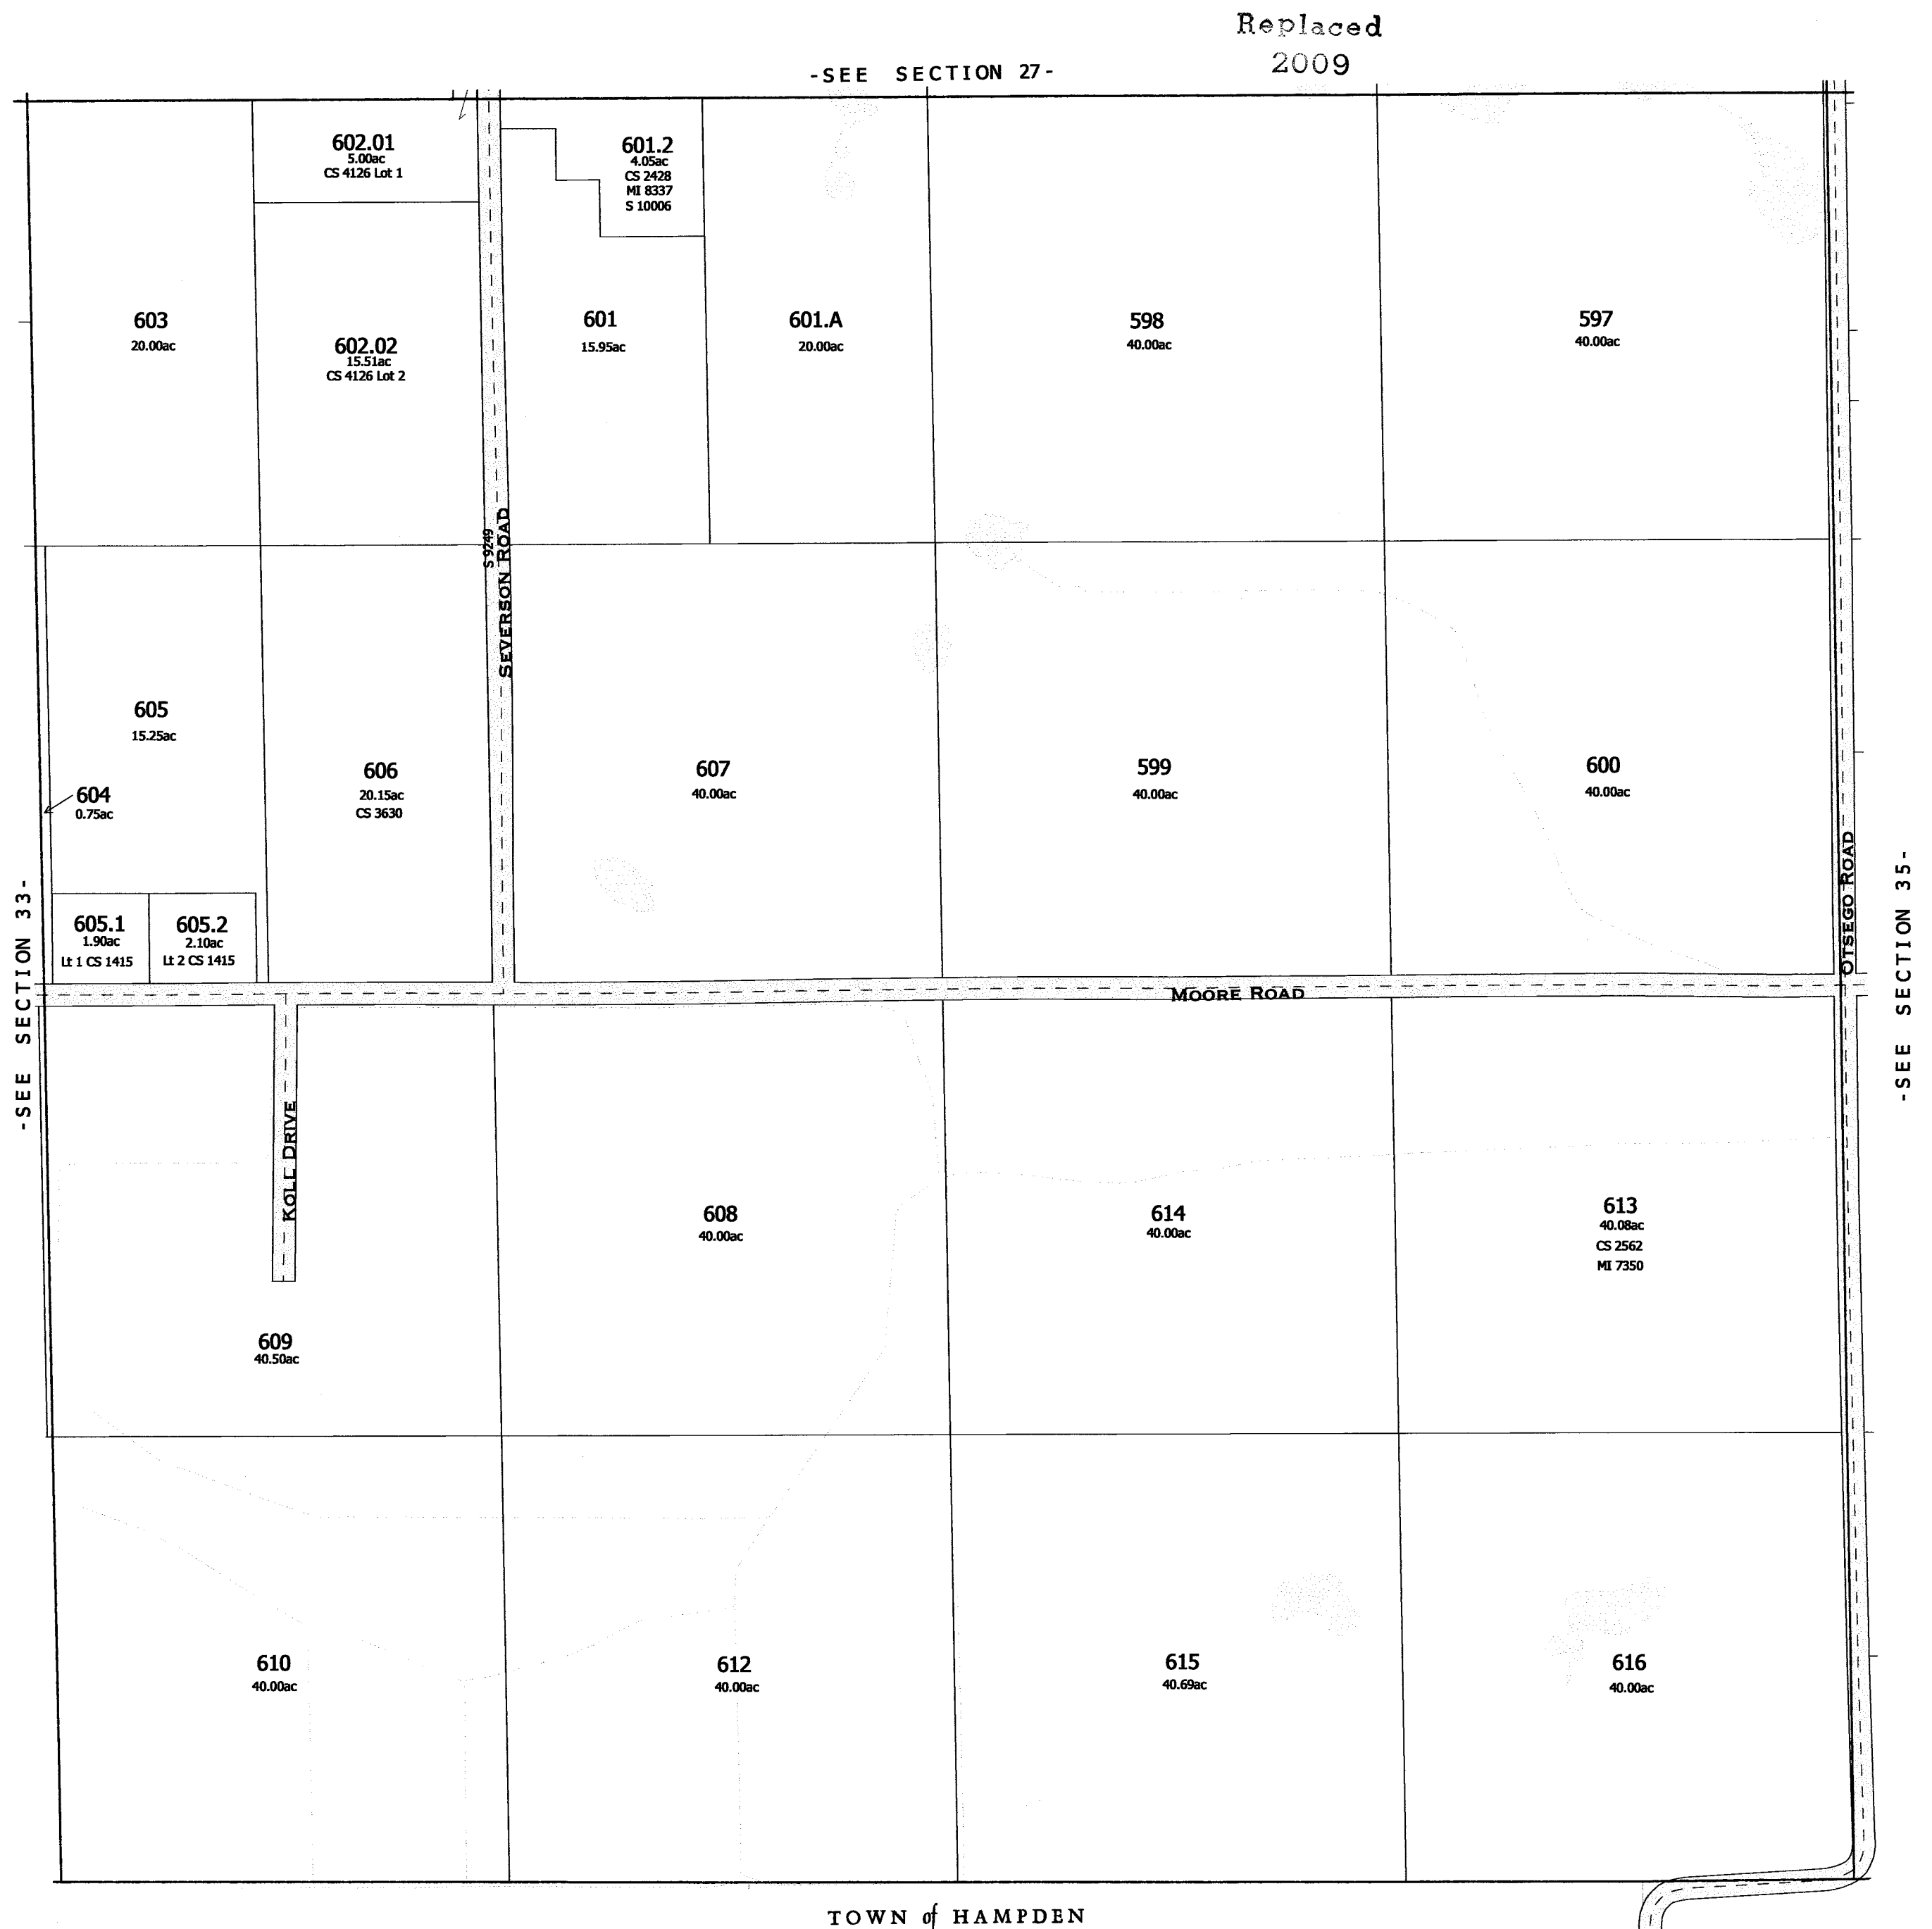 Replaced
2009
-SEE SECTION 27-
602.01
5.00ac
CS 4126 Lot 1
601.2
4.05ac
CS 2428
MI 8337
S 10006
603
20.00ac
602.02
15.51ac
CS 4126 Lot 2
601
15.95ac
601.A
20.00ac
598
40.00ac
597
40.00ac
S 9249
SEVERSON ROAD
605
15.25ac
604
0.75ac
606
20.15ac
CS 3630
607
40.00ac
599
40.00ac
600
40.00ac
OTSEGO ROAD
-SEE SECTION 33-
-SEE SECTION 35-
605.1
1.90ac
Lt 1 CS 1415
605.2
2.10ac
Lt 2 CS 1415
MOORE ROAD
KOLL DRIVE
608
40.00ac
614
40.00ac
613
40.08ac
CS 2562
MI 7350
609
40.50ac
610
40.00ac
612
40.00ac
615
40.69ac
616
40.00ac
TOWN of HAMPDEN